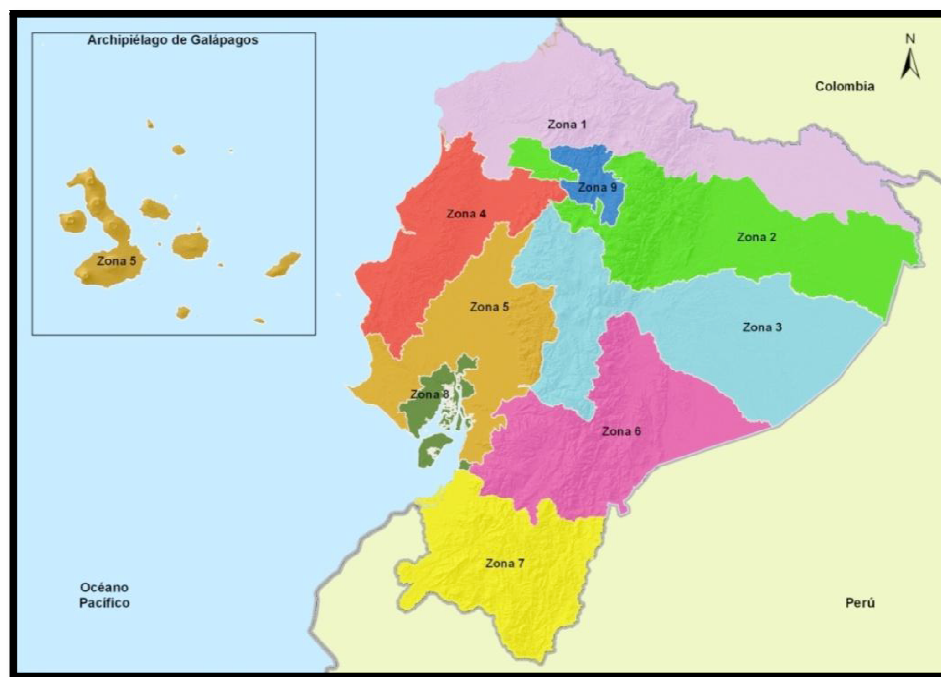 Archipiélago de Galápagos
N
Colombia
Zona 1
Zona 9
Zona 4
Zona 2
Zona 5
Zona 5
Zona 3
Zona 8
Zona 6
Zona 7
Océano
Pacífico
Perú